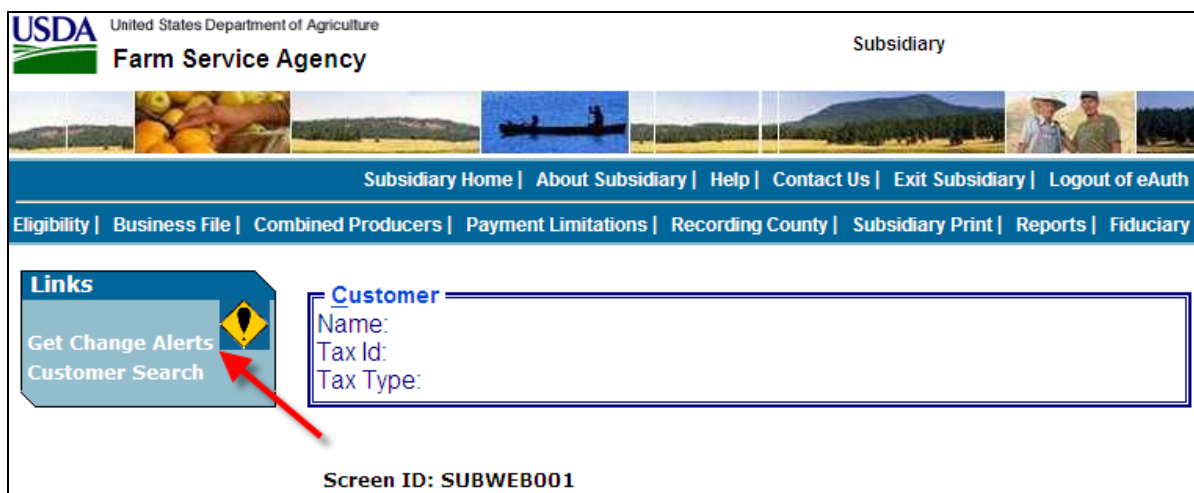 USDA United States Department of Agriculture
Farm Service Agency
Subsidiary
Subsidiary Home | About Subsidiary | Help | Contact Us | Exit Subsidiary | Logout of eAuth
Eligibility | Business File | Combined Producers | Payment Limitations | Recording County | Subsidiary Print | Reports | Fiduciary
Links
Get Change Alerts
Customer Search
Customer
Name:
Tax Id:
Tax Type:
Screen ID: SUBWEB001